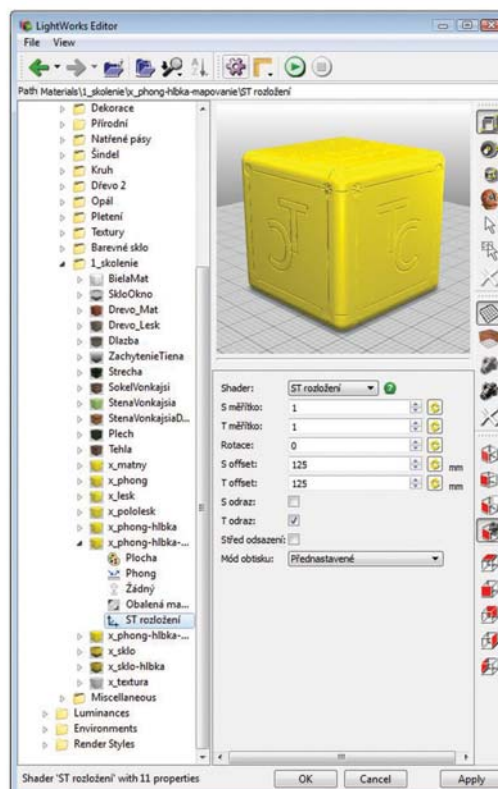 LightWorks Editor
File View
Path Materials\1_skolenie\x_phong-hlbka-mapovanie\ST rozložení
Dekorace
Přírodní
Natřené pásy
Šindel
Kruh
Dřevo 2
Opál
Pletení
Textury
Barevné sklo
1_skolenie
BielaMat
SkloOkno
Drevo_Mat
Drevo_Lesk
Dlazba
ZachytenieTiena
Strecha
SokelVonkajsi
StenaVonkajsia
StenaVonkajsiaD...
Plech
Tehla
x_matny
x_phong
x_lesk
x_pololesk
x_phong-hlbka
x_phong-hlbka-...
Plocha
Phong
Žádný
Obalená ma...
ST rozložení
x_phong-hlbka-...
x_sklo
x_sklo-hlbka
x_textura
Miscellaneous
Luminances
Environments
Render Styles
Shader: ST rozložení
S měřítko: 1
T měřítko: 1
Rotace: 0
S offset: 125 mm
T offset: 125 mm
S odraz:
T odraz:
Střed odsazení:
Mód obtisku: Přednastavené
Shader 'ST rozložení' with 11 properties
OK Cancel Apply